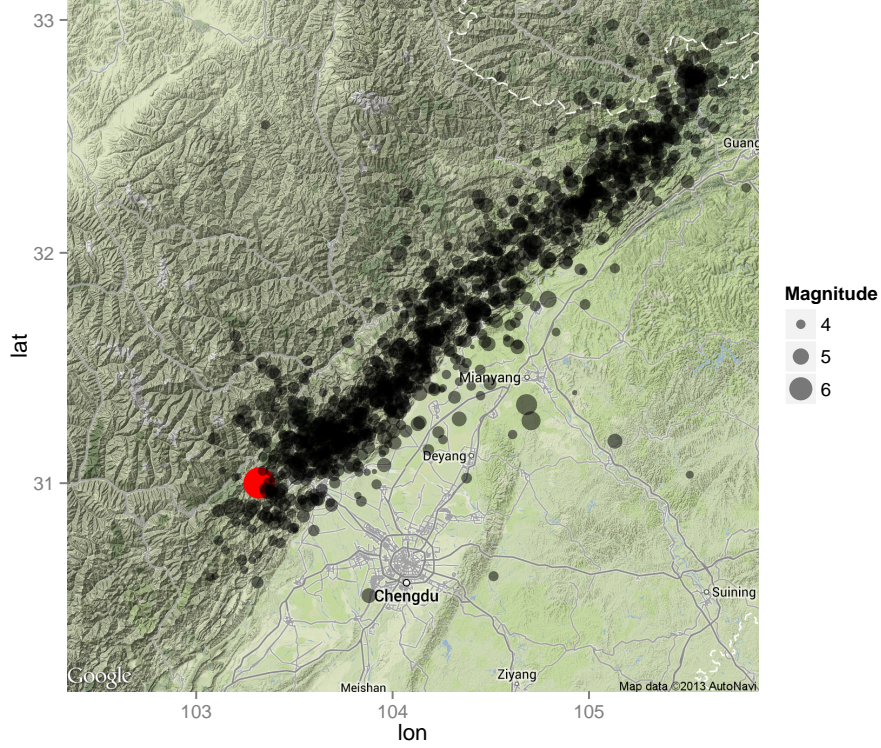 33
32
31
lat
103
104
105
lon
Guang
Mianyang
Deyang
Chengdu
Suining
Ziyang
Meishan
Google
Map data ©2013 AutoNavi
Magnitude
4
5
6